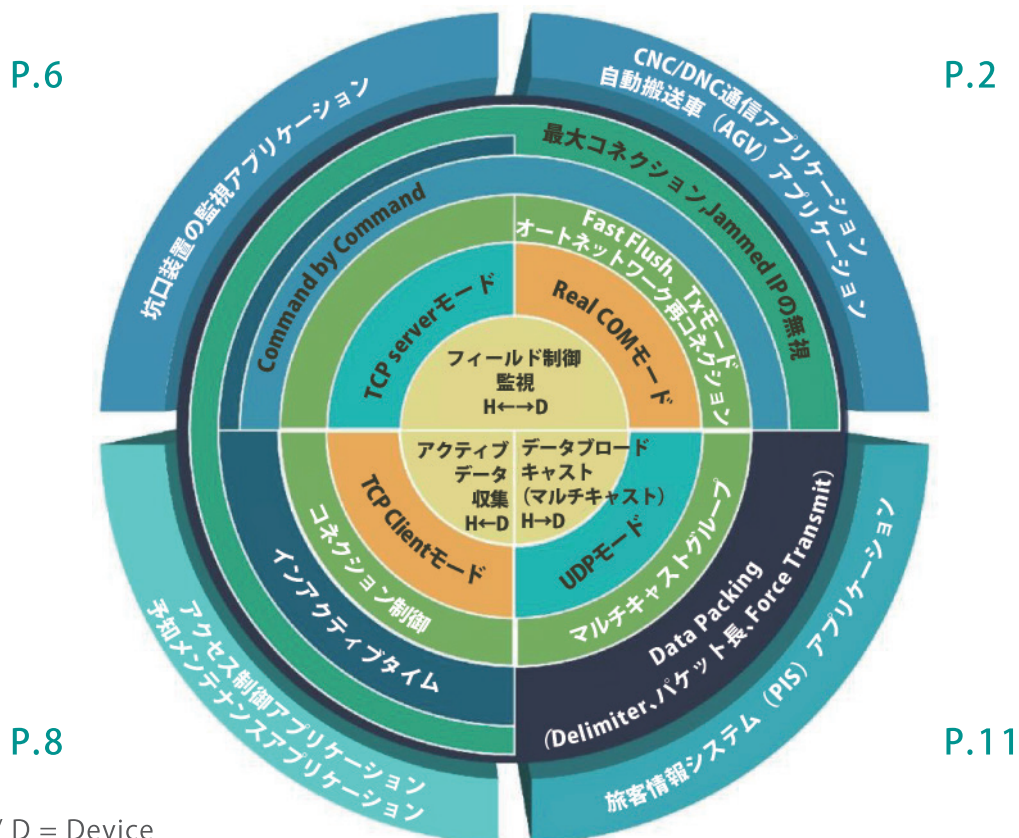 P.6
P.2
CNC/DNC通信アプリケーション
自動搬送車（AGV）アプリケーション
坑口装置の監視アプリケーション
最大コネクション,Jammed IPの無視
Command by Command
Fast Flush、Txモード
オートネットワーク再コネクション
TCP serverモード
Real COMモード
フィールド制御
監視
H←→D
アクティブ
データ
収集
H←D
データブロード
キャスト
(マルチキャスト)
H→D
TCP Clientモード
UDPモード
コネクション制御
マルチキャストグループ
インアクティブタイム
Data Packing
(Delimiter、パケット長、Force Transmit)
アクセス制御アプリケーション
予知メンテナンスアプリケーション
旅客情報システム（PIS）アプリケーション
P.8
P.11
/ D = Device